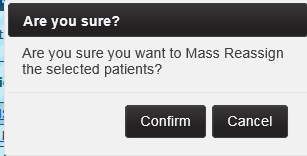 Are you sure?
Are you sure you want to Mass Reassign
the selected patients?
Confirm Cancel